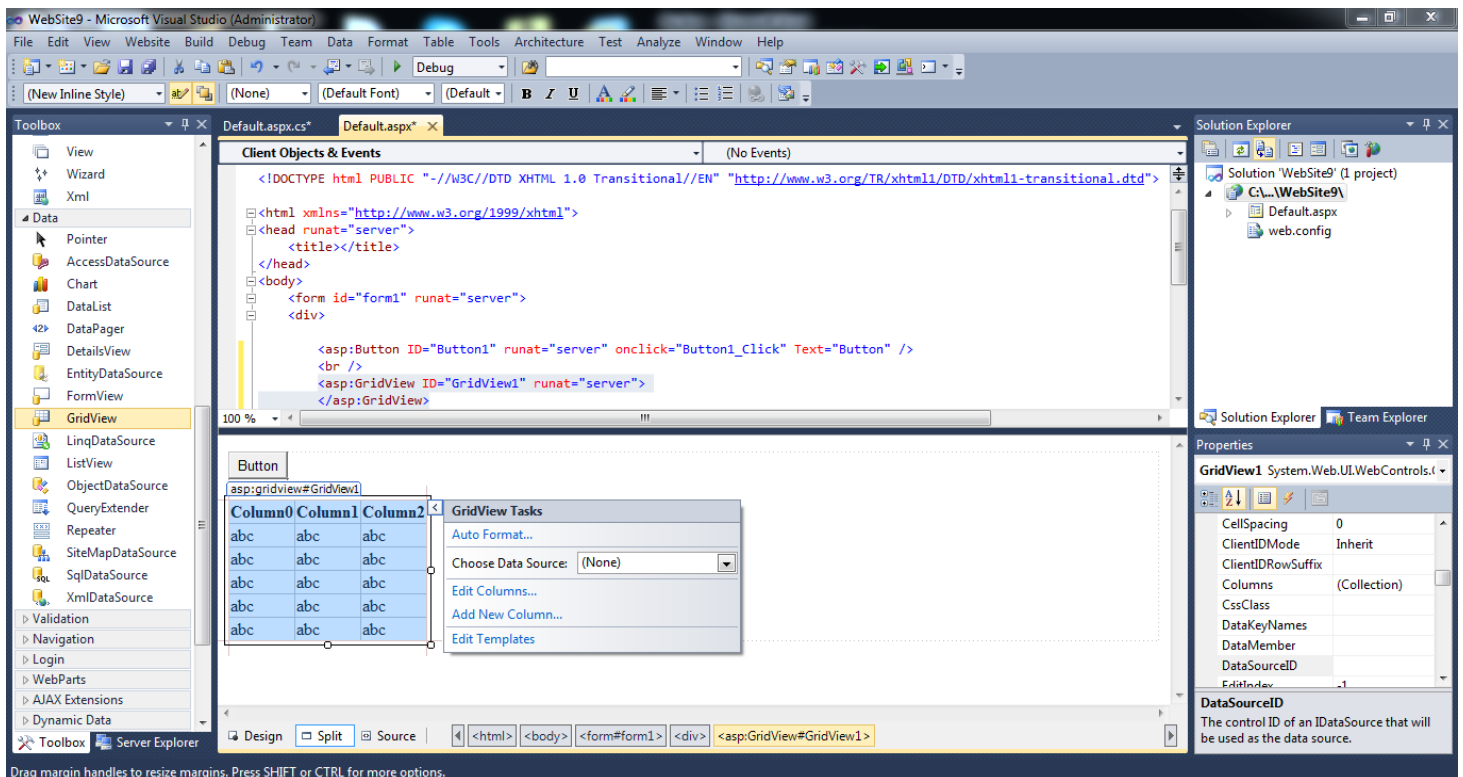 WebSite9 - Microsoft Visual Studio (Administrator)
File Edit View Website Build Debug Team Data Format Table Tools Architecture Test Analyze Window Help
Debug
(New Inline Style) (None) (Default Font) (Default B I U A
Toolbox
View
Wizard
Xml
Data
Pointer
AccessDataSource
Chart
DataList
DataPager
DetailsView
EntityDataSource
FormView
GridView
LinqDataSource
ListView
ObjectDataSource
QueryExtender
Repeater
SiteMapDataSource
SqlDataSource
XmlDataSource
Validation
Navigation
Login
WebParts
AJAX Extensions
Dynamic Data
Toolbox Server Explorer
Default.aspx.cs* Default.aspx*
Client Objects & Events (No Events)
<!DOCTYPE html PUBLIC "-//W3C//DTD XHTML 1.0 Transitional//EN" "http://www.w3.org/TR/xhtml1/DTD/xhtml1-transitional.dtd">
<html xmlns="http://www.w3.org/1999/xhtml">
<head runat="server">
<title></title>
</head>
<body>
<form id="form1" runat="server">
<div>
<asp:Button ID="Button1" runat="server" onclick="Button1_Click" Text="Button" />
<br />
<asp:GridView ID="GridView1" runat="server">
</asp:GridView>
100 %
Button
asp:gridview#GridView1
Column0 Column1 Column2
abc abc abc
abc abc abc
abc abc abc
abc abc abc
abc abc abc
GridView Tasks
Auto Format...
Choose Data Source: (None)
Edit Columns...
Add New Column...
Edit Templates
Design Split Source <html> <body> <form#form1> <div> <asp:GridView#GridView1>
Solution Explorer
Solution 'WebSite9' (1 project)
C:\...\WebSite9\
Default.aspx
web.config
Solution Explorer Team Explorer
Properties
GridView1 System.Web.UI.WebControls.(
CellSpacing 0
ClientIDMode Inherit
ClientIDRowSuffix
Columns (Collection)
CssClass
DataKeyNames
DataMember
DataSourceID
EditIndex -1
DataSourceID
The control ID of an IDataSource that will
be used as the data source.
Drag margin handles to resize margins. Press SHIFT or CTRL for more options.